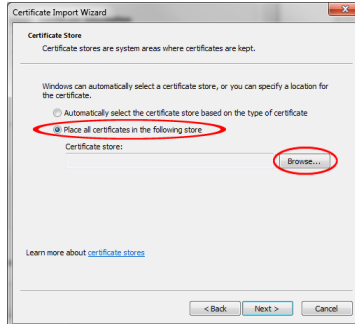 Certificate Import Wizard
Certificate Store
Certificate stores are system areas where certificates are kept.
Windows can automatically select a certificate store, or you can specify a location for
the certificate.
Automatically select the certificate store based on the type of certificate
Place all certificates in the following store
Certificate store:
Browse...
Learn more about certificate stores
< Back Next > Cancel